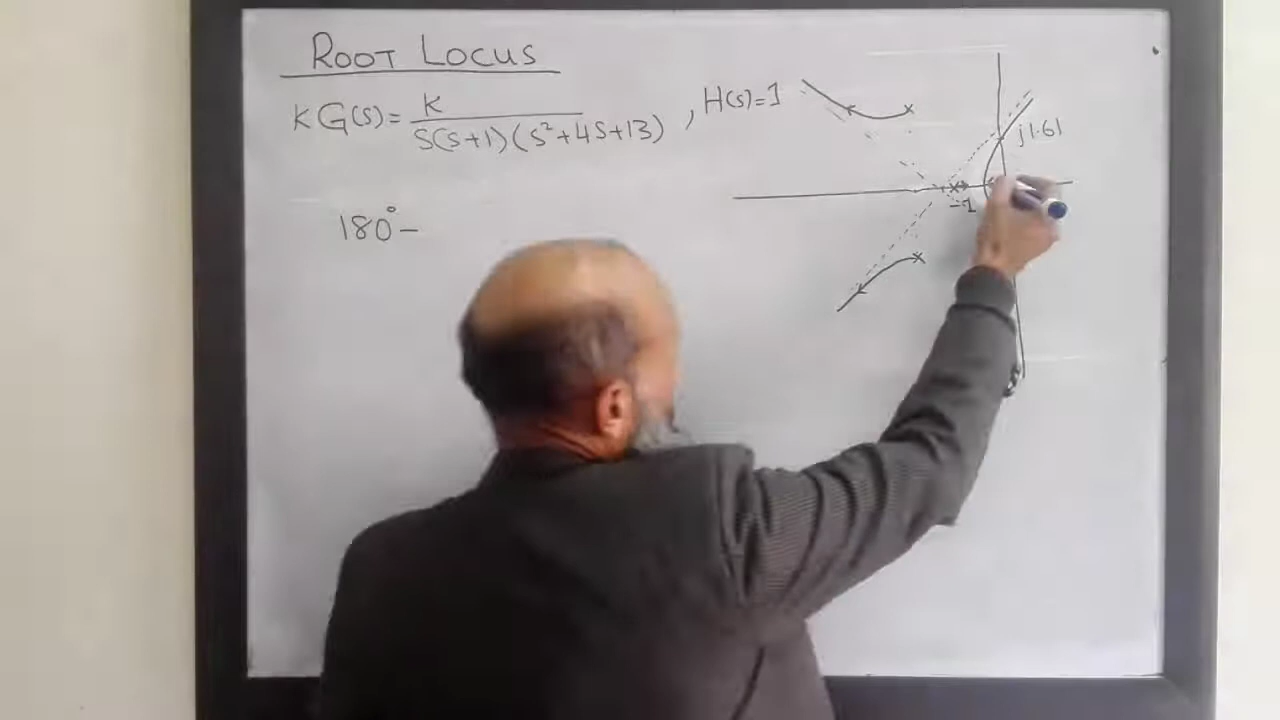 ROOT LOCUS
KG(s)= K / S(S+1)(S²+4S+13) , H(s)=1
j1.61
-1
180°-